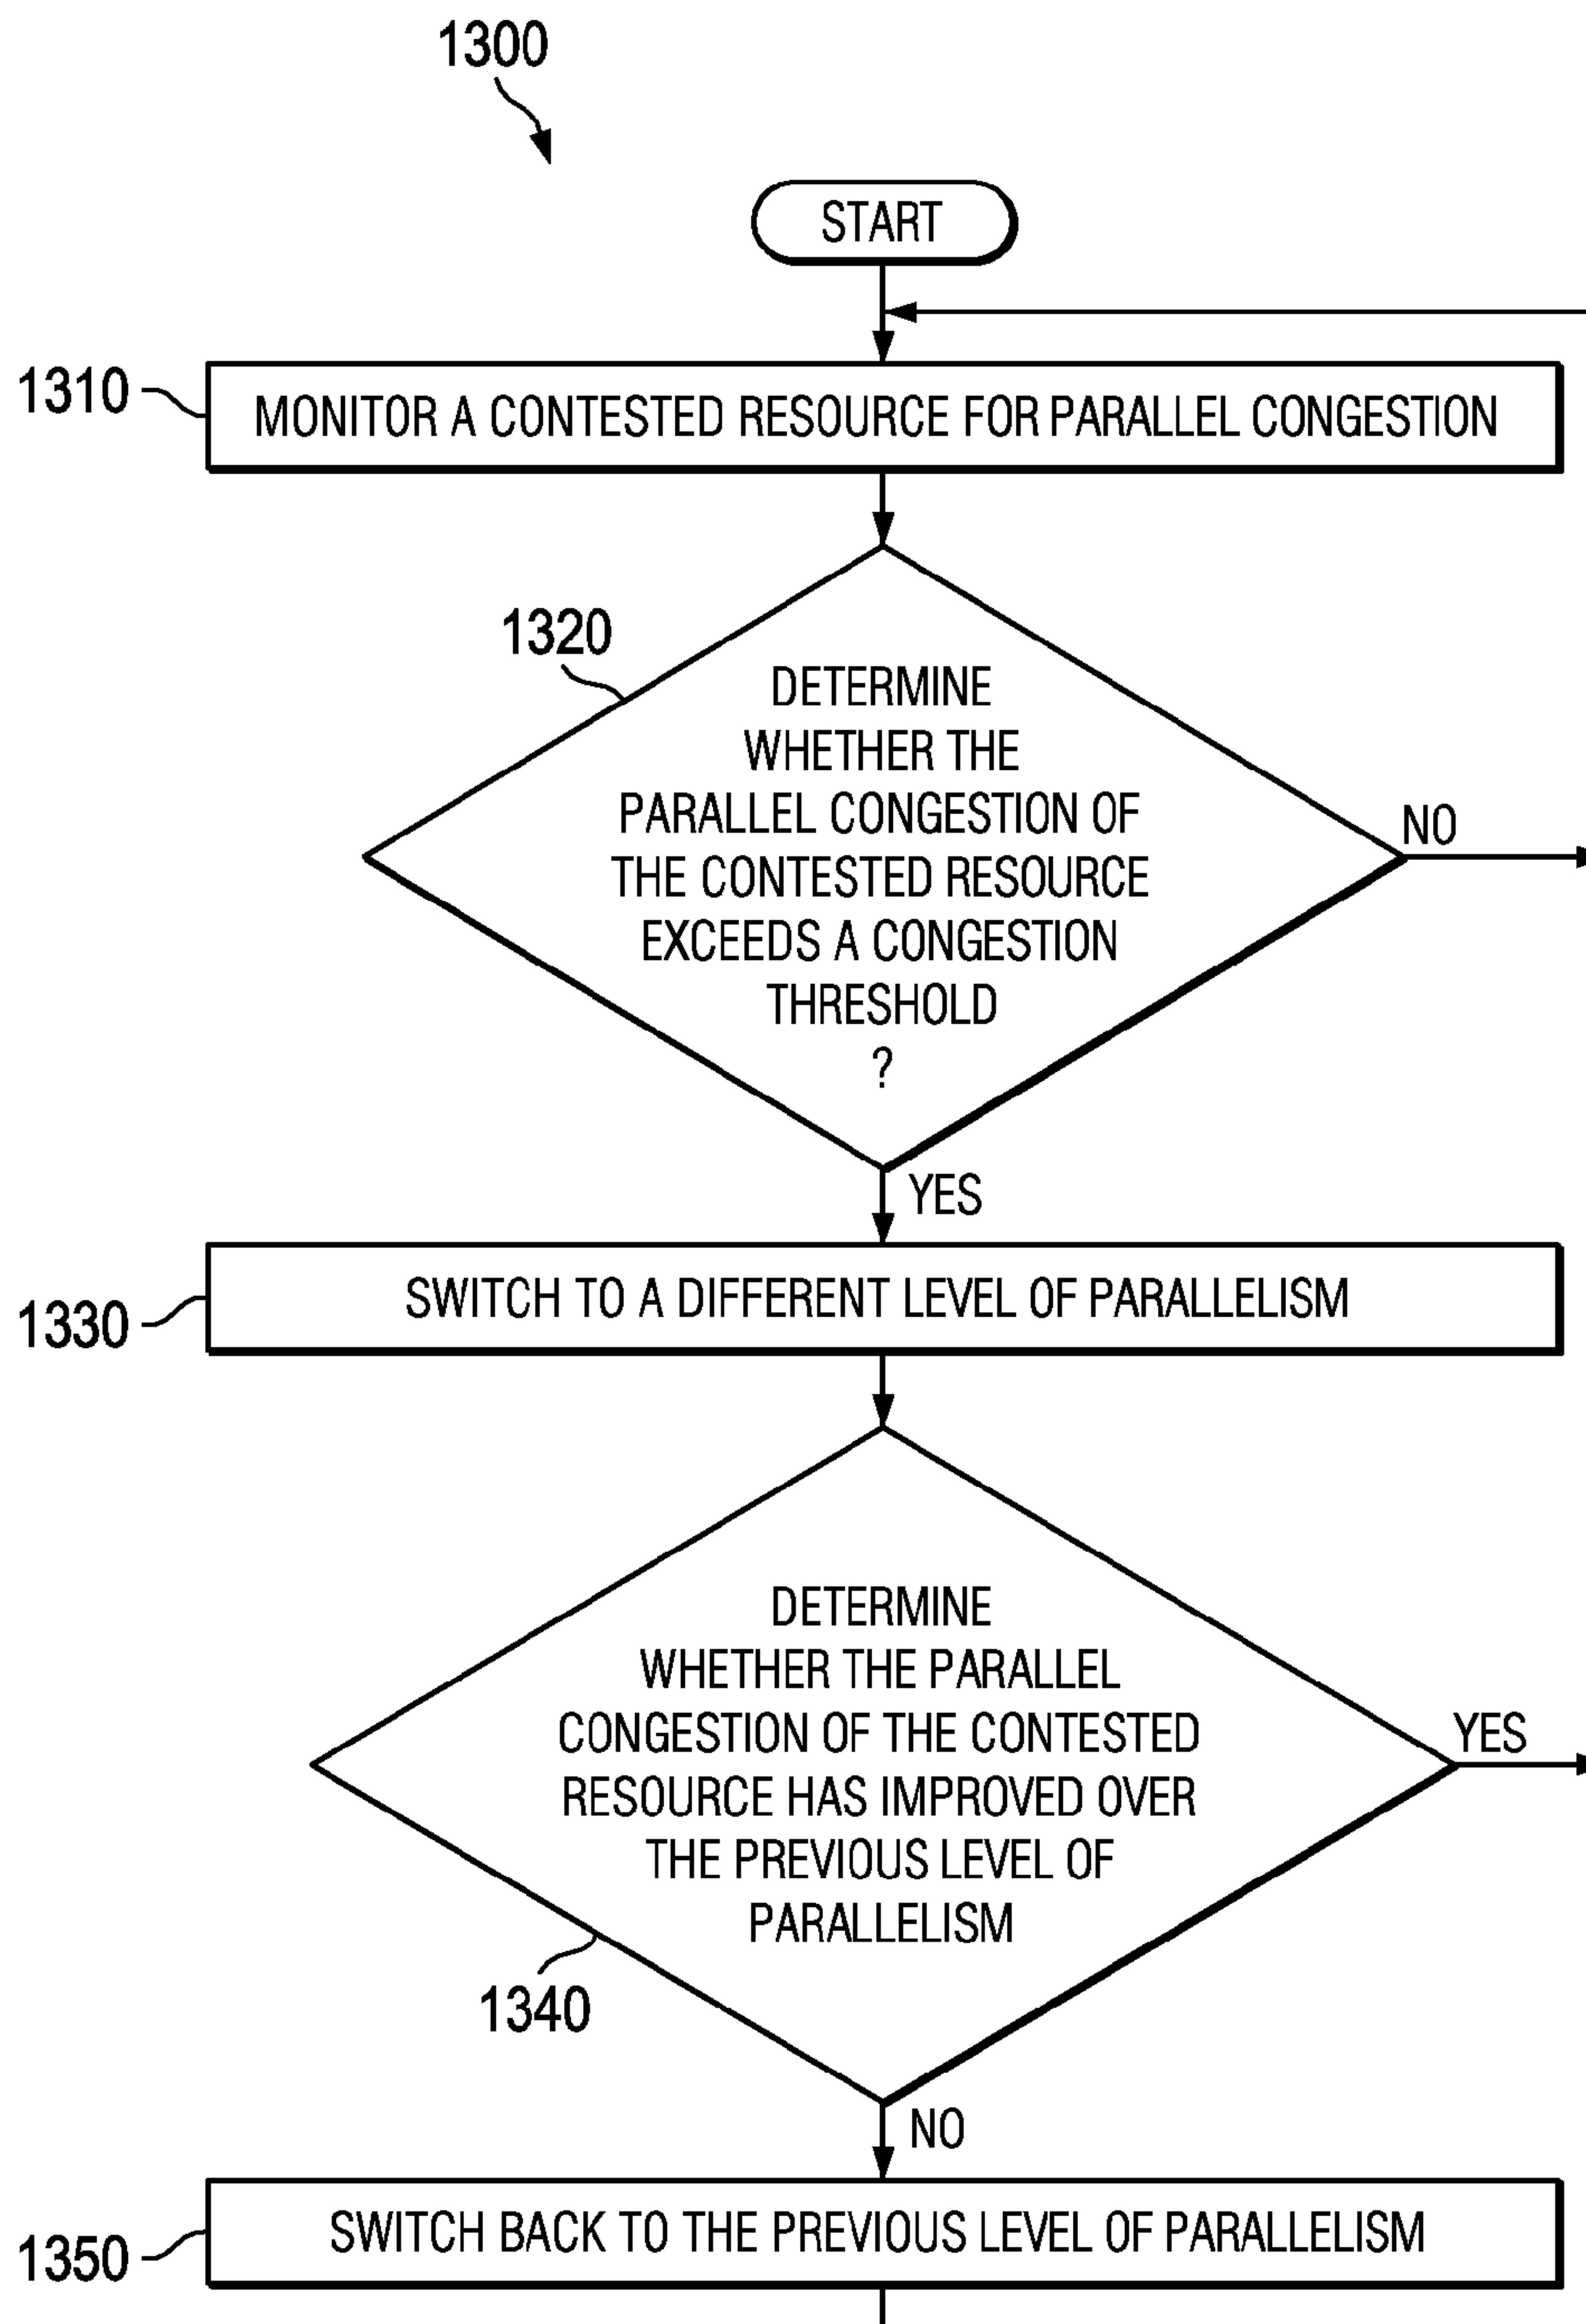 1300
START
1310
MONITOR A CONTESTED RESOURCE FOR PARALLEL CONGESTION
1320
DETERMINE
WHETHER THE
PARALLEL CONGESTION OF
THE CONTESTED RESOURCE
EXCEEDS A CONGESTION
THRESHOLD
?
NO
YES
1330
SWITCH TO A DIFFERENT LEVEL OF PARALLELISM
DETERMINE
WHETHER THE PARALLEL
CONGESTION OF THE CONTESTED
RESOURCE HAS IMPROVED OVER
THE PREVIOUS LEVEL OF
PARALLELISM
YES
1340
NO
1350
SWITCH BACK TO THE PREVIOUS LEVEL OF PARALLELISM